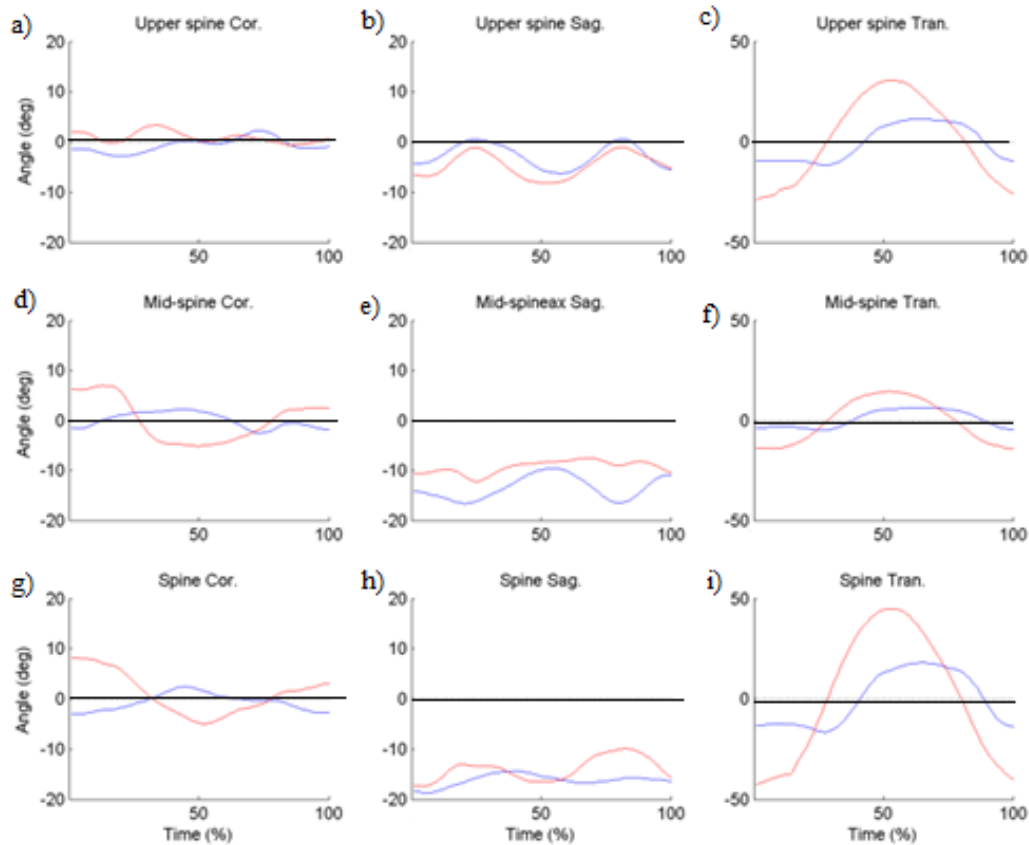 a) Upper spine Cor. b) Upper spine Sag. c) Upper spine Tran.
20 20 50
10 10
Angle (deg) 0 0 0
-10 -10
-20 -20 -50
50 100 50 100 50 100
d) Mid-spine Cor. e) Mid-spineax Sag. f) Mid-spine Tran.
20 20 50
10 10
Angle (deg) 0 0 0
-10 -10
-20 -20 -50
50 100 50 100 50 100
g) Spine Cor. h) Spine Sag. i) Spine Tran.
20 20 50
10 10
Angle (deg) 0 0 0
-10 -10
-20 -20 -50
50 100 50 100 50 100
Time (%) Time (%) Time (%)